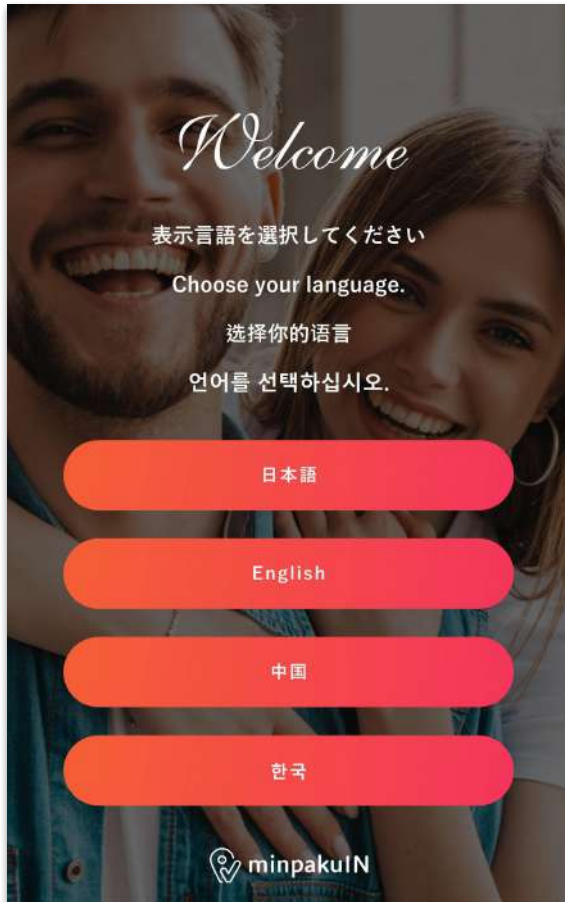 Welcome
表示言語を選択してください
Choose your language.
选择你的语言
언어를 선택하십시오.
日本語
English
中国
한국
minpakuIN